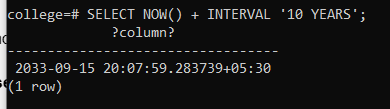 college=# SELECT NOW() + INTERVAL '10 YEARS';
?column?
----------------------------------
2033-09-15 20:07:59.283739+05:30
(1 row)